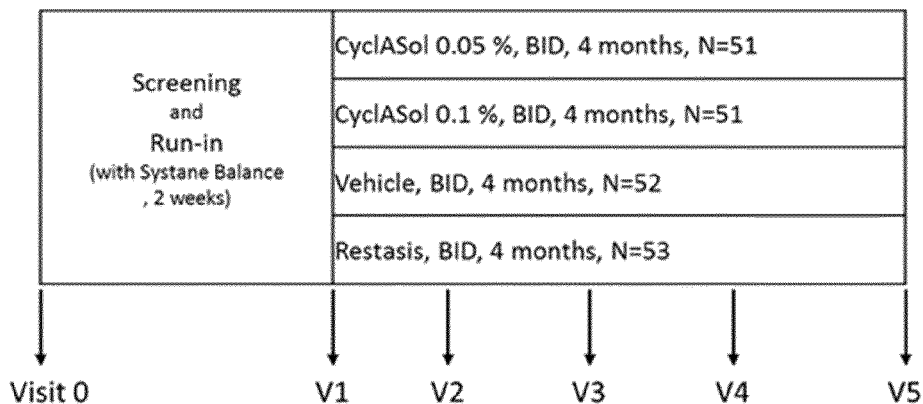 Screening
and
Run-in
(with Systane Balance
, 2 weeks)
CyclASol 0.05 %, BID, 4 months, N=51
CyclASol 0.1 %, BID, 4 months, N=51
Vehicle, BID, 4 months, N=52
Restasis, BID, 4 months, N=53
Visit 0 V1 V2 V3 V4 V5